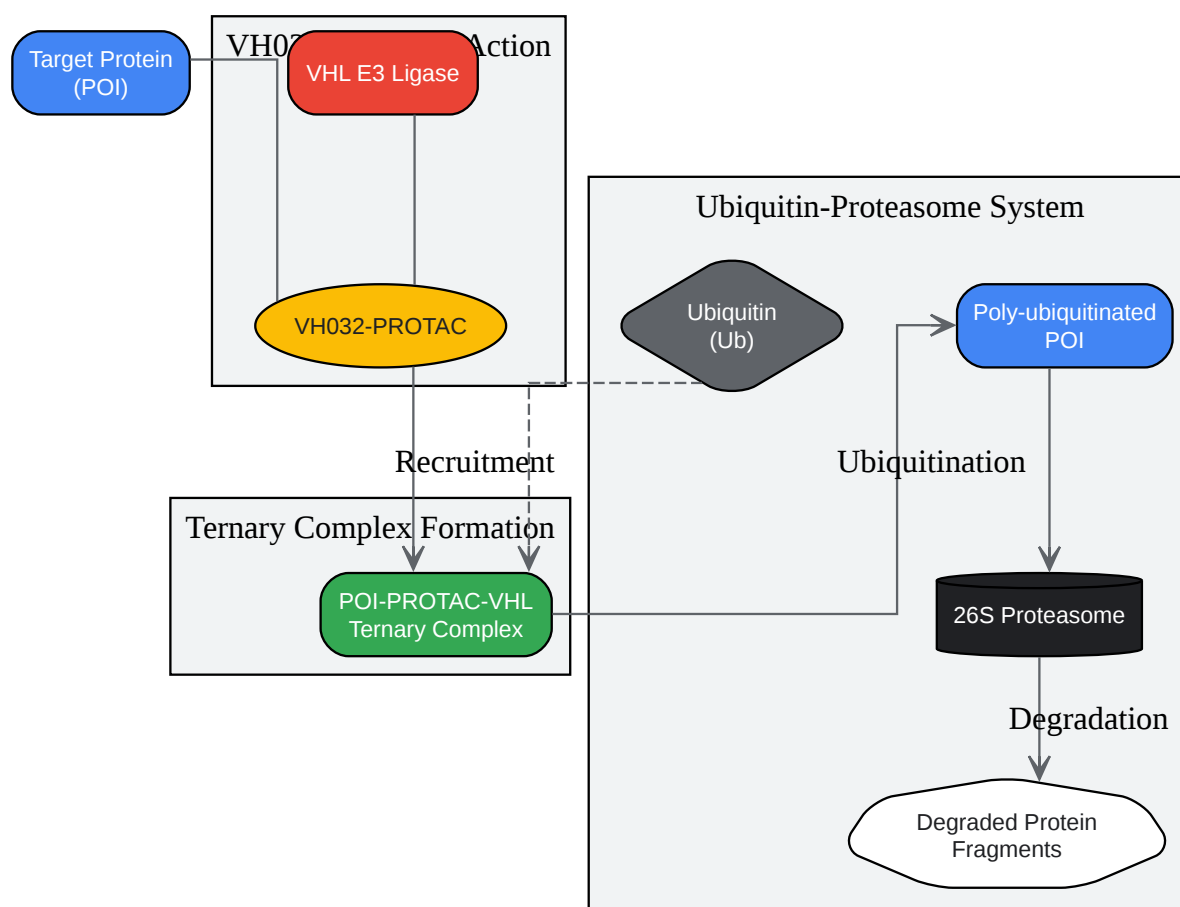 VH03 Action
Target Protein
(POI)
VHL E3 Ligase
Ubiquitin-Proteasome System
VH032-PROTAC
Ubiquitin
(Ub)
Poly-ubiquitinated
POI
Recruitment
Ubiquitination
Ternary Complex Formation
POI-PROTAC-VHL
Ternary Complex
26S Proteasome
Degradation
Degraded Protein
Fragments